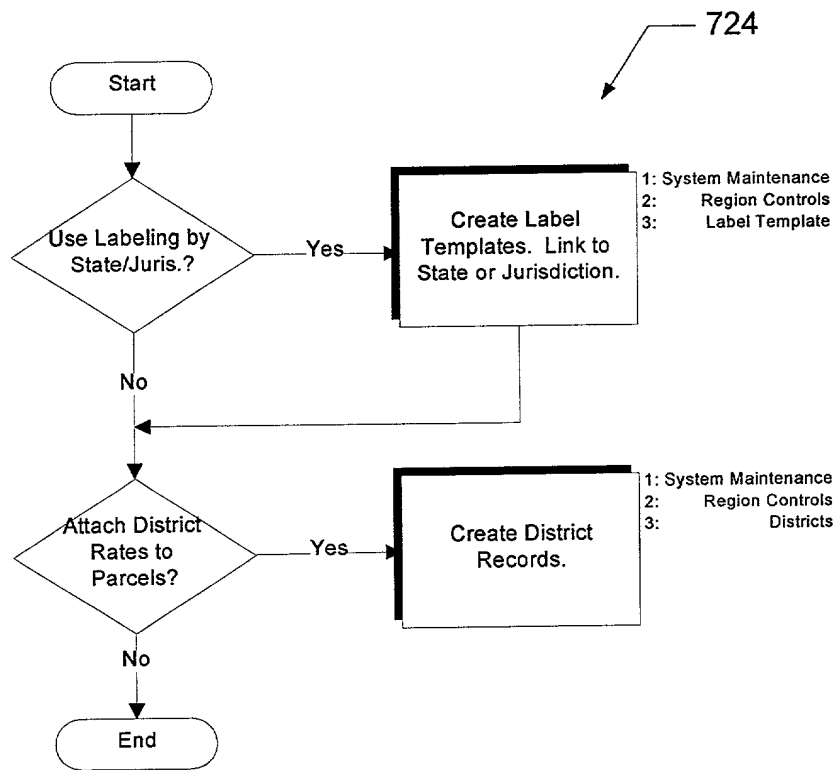 724
Start
Use Labeling by
State/Juris.?
Yes
Create Label
Templates. Link to
State or Jurisdiction.
1: System Maintenance
2: Region Controls
3: Label Template
No
Attach District
Rates to
Parcels?
Yes
Create District
Records.
1: System Maintenance
2: Region Controls
3: Districts
No
End